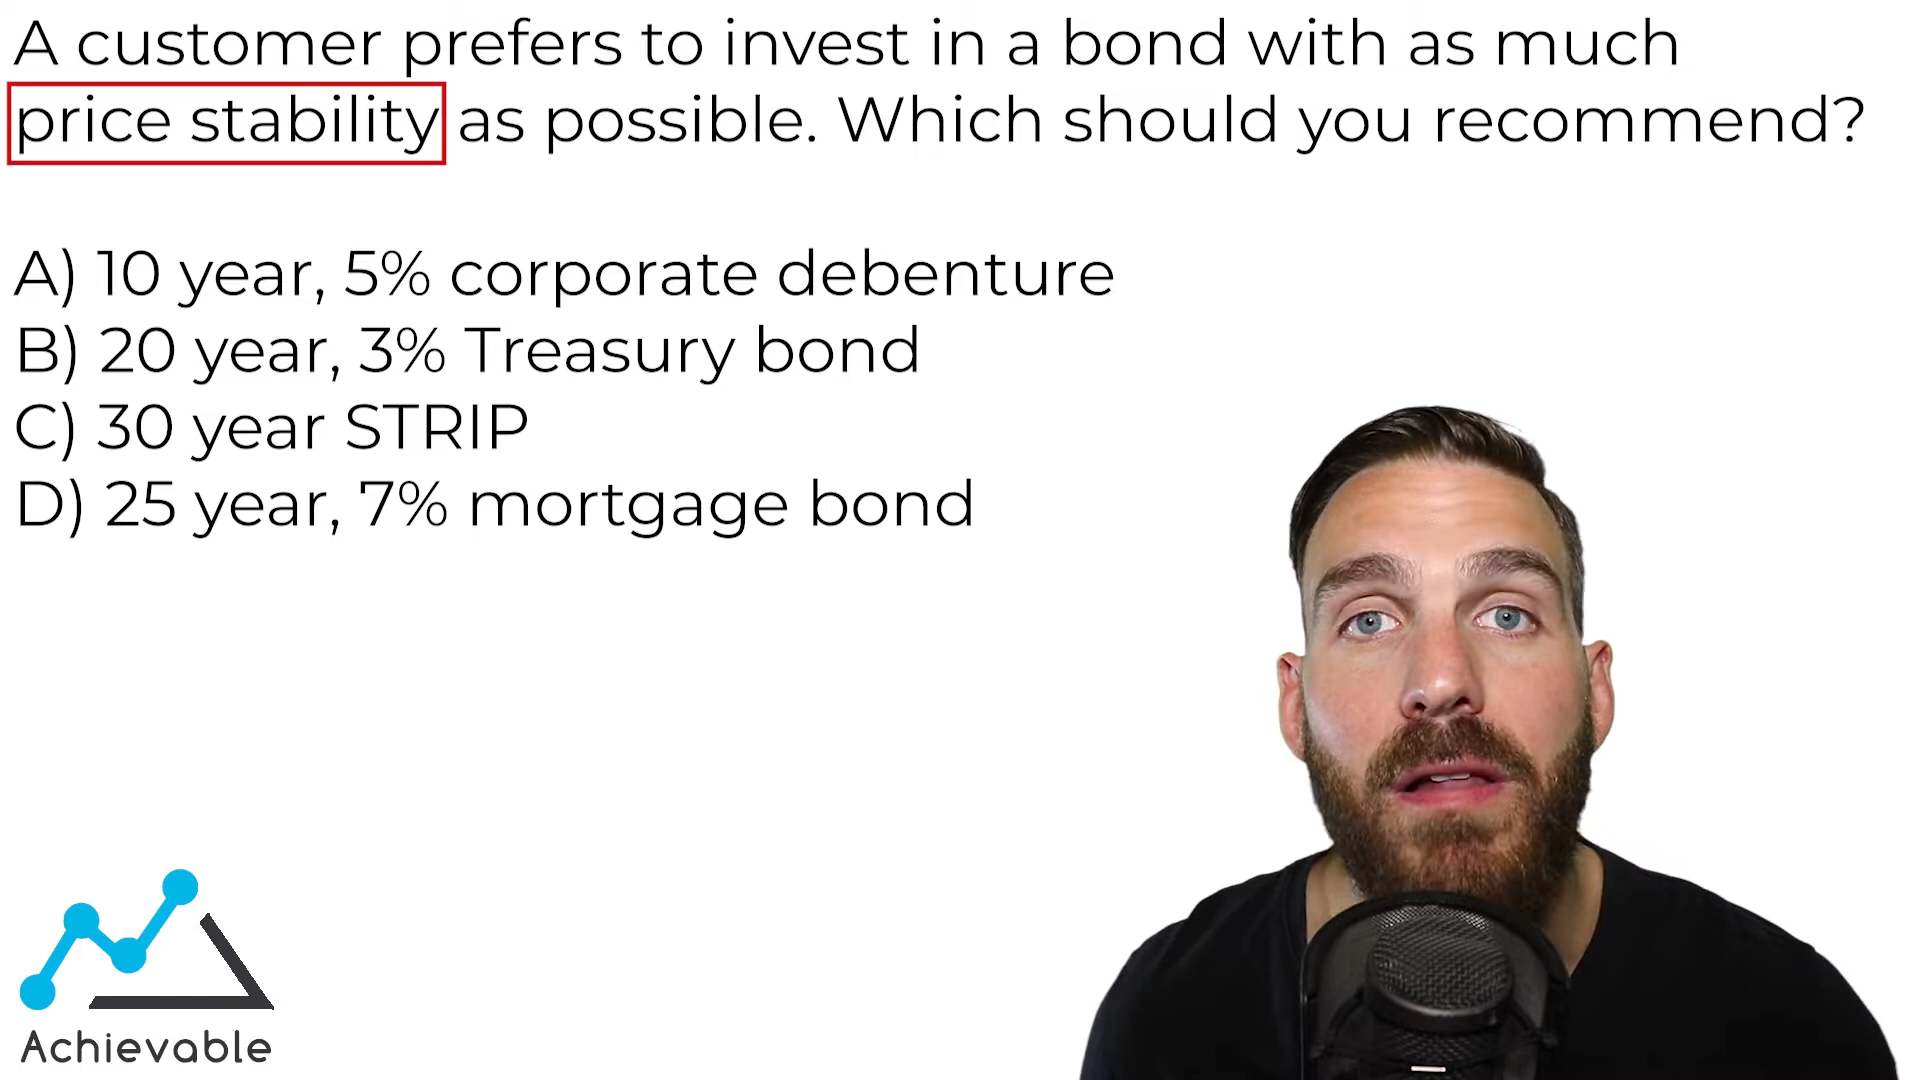 A customer prefers to invest in a bond with as much
price stability as possible. Which should you recommend?
A) 10 year, 5% corporate debenture
B) 20 year, 3% Treasury bond
C) 30 year STRIP
D) 25 year, 7% mortgage bond
Achievable